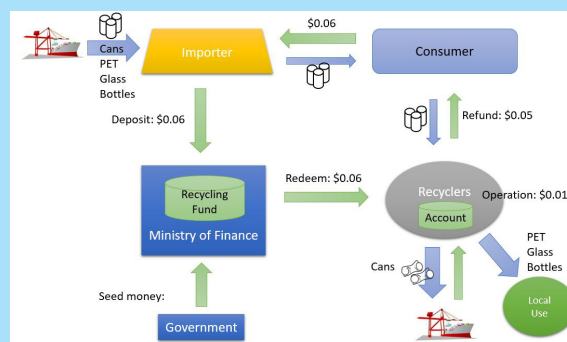 $0.06
Cans
PET
Glass
Bottles
Importer
Consumer
Deposit: $0.06
Refund: $0.05
Recycling
Fund
Ministry of Finance
Redeem: $0.06
Recyclers
Operation: $0.01
Account
Seed money:
Government
Cans
PET
Glass
Bottles
Local
Use